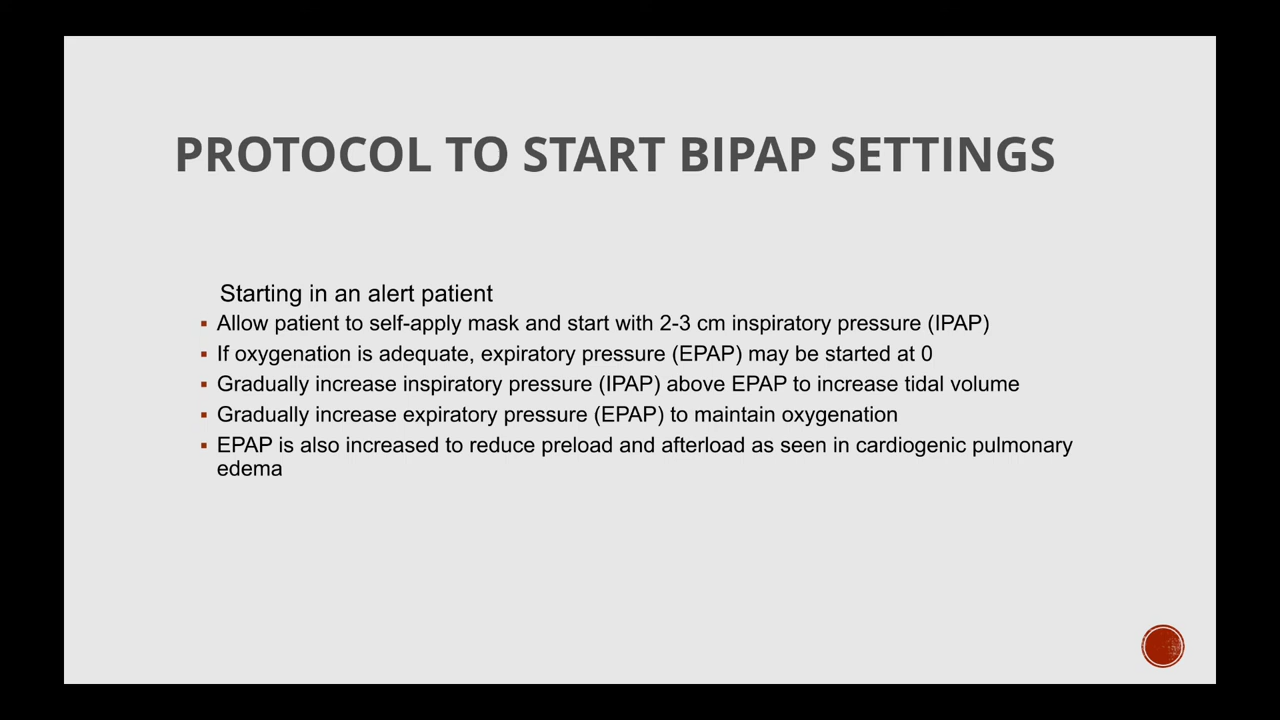 PROTOCOL TO START BIPAP SETTINGS
Starting in an alert patient
▪ Allow patient to self-apply mask and start with 2-3 cm inspiratory pressure (IPAP)
▪ If oxygenation is adequate, expiratory pressure (EPAP) may be started at 0
▪ Gradually increase inspiratory pressure (IPAP) above EPAP to increase tidal volume
▪ Gradually increase expiratory pressure (EPAP) to maintain oxygenation
▪ EPAP is also increased to reduce preload and afterload as seen in cardiogenic pulmonary
edema